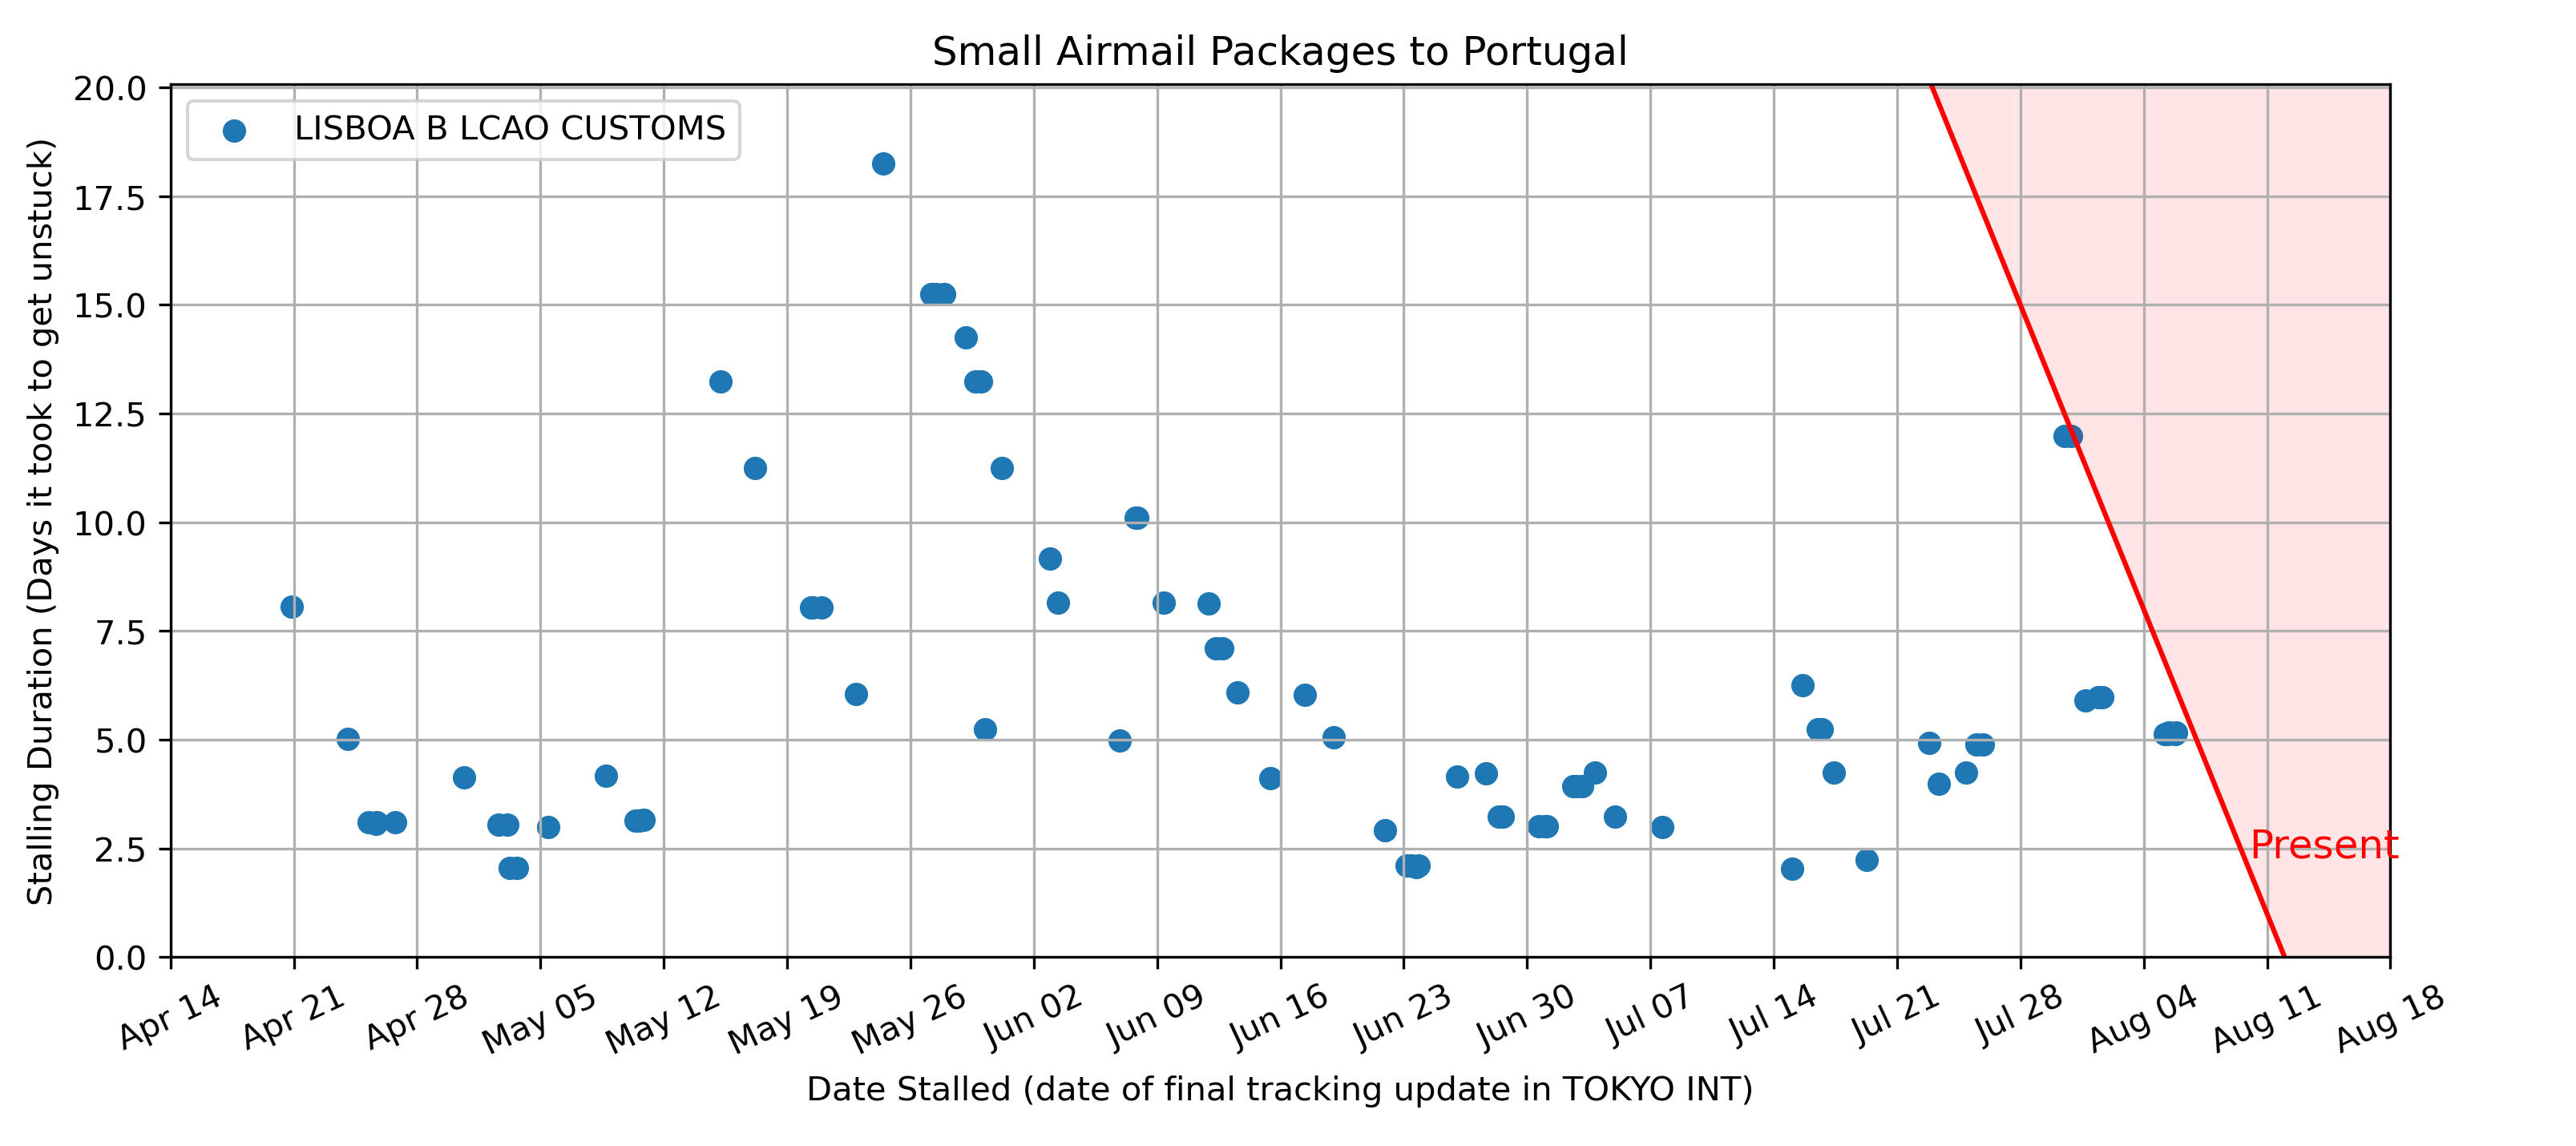 Small Airmail Packages to Portugal
LISBOA B LCAO CUSTOMS
Stalling Duration (Days it took to get unstuck)
20.0
17.5
15.0
12.5
10.0
7.5
5.0
2.5
0.0
Present
Apr 14 Apr 21 Apr 28 May 05 May 12 May 19 May 26 Jun 02 Jun 09 Jun 16 Jun 23 Jun 30 Jul 07 Jul 14 Jul 21 Jul 28 Aug 04 Aug 11 Aug 18
Date Stalled (date of final tracking update in TOKYO INT)